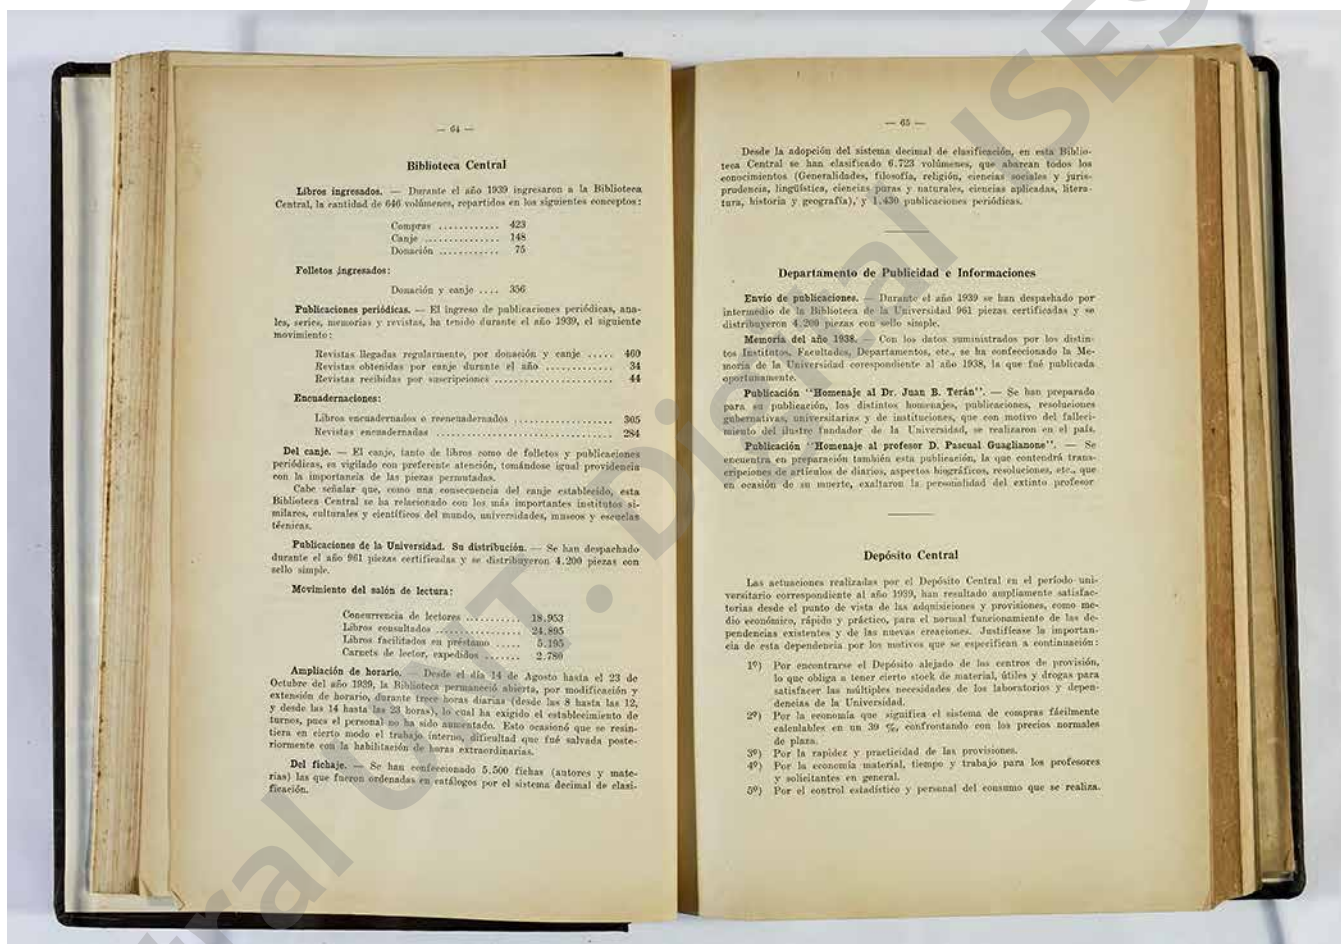 — 64 —
Biblioteca Central
Libros ingresados. — Durante el año 1939 ingresaron a la Biblioteca
Central, la cantidad de 646 volúmenes, repartidos en los siguientes conceptos:
Compras ............ 423
Canje ............... 148
Donación ............ 75
Folletos ingresados:
Donación y canje .... 356
Publicaciones periódicas. — El ingreso de publicaciones periódicas, ana-
les, series, memorias y revistas, ha tenido durante el año 1939, el siguiente
movimiento:
Revistas llegadas regularmente, por donación y canje ..... 460
Revistas obtenidas por canje durante el año ............. 34
Revistas recibidas por suscripciones ....................... 44
Encuadernaciones:
Libros encuadernados o reencuadernados ................... 305
Revistas encuadernadas .................................. 284
Del canje. — El canje, tanto de libros como de folletos y publicaciones
periódicas, es vigilado con preferente atención, tomándose igual providencia
con la importancia de las piezas permutadas.
Cabe señalar que, como una consecuencia del canje establecido, esta
Biblioteca Central se ha relacionado con los más importantes institutos si-
milares, culturales y científicos del mundo, universidades, museos y escuelas
técnicas.
Publicaciones de la Universidad. Su distribución. — Se han despachado
durante el año 961 piezas certificadas y se distribuyeron 4.200 piezas con
sello simple.
Movimiento del salón de lectura:
Concurrencia de lectores ........... 18.953
Libros consultados ................. 24.895
Libros facilitados en préstamo ..... 5.195
Carnets de lector, expedidos ....... 2.780
Ampliación de horario. — Desde el día 14 de Agosto hasta el 23 de
Octubre del año 1939, la Biblioteca permaneció abierta, por modificación y
extensión de horario, durante trece horas diarias (desde las 8 hasta las 12,
y desde las 14 hasta las 23 horas), lo cual ha exigido el establecimiento de
turnos, pues el personal no ha sido aumentado. Esto ocasionó que se resin-
tiera en cierto modo el trabajo interno, dificultad que fué salvada poste-
riormente con la habilitación de horas extraordinarias.
Del fichaje. — Se han confeccionado 5.500 fichas (autores y mate-
rias) las que fueron ordenadas en catálogos por el sistema decimal de clasi-
ficación.
— 65 —
Desde la adopción del sistema decimal de clasificación, en esta Biblio-
teca Central se han clasificado 6.723 volúmenes, que abarcan todos los
conocimientos (Generalidades, filosofía, religión, ciencias sociales y juris-
prudencia, lingüística, ciencias puras y naturales, ciencias aplicadas, litera-
tura, historia y geografía), y 1.430 publicaciones periódicas.
Departamento de Publicidad e Informaciones
Envío de publicaciones. — Durante el año 1939 se han despachado por
intermedio de la Biblioteca de la Universidad 961 piezas certificadas y se
distribuyeron 4.200 piezas con sello simple.
Memoria del año 1938. — Con los datos suministrados por los distin-
tos Institutos, Facultades, Departamentos, etc., se ha confeccionado la Me-
moria de la Universidad corespondiente al año 1938, la que fué publicada
oportunamente.
Publicación "Homenaje al Dr. Juan B. Terán". — Se han preparado
para su publicación, los distintos homenajes, publicaciones, resoluciones
gubernativas, universitarias y de instituciones, que con motivo del falleci-
miento del ilustre fundador de la Universidad, se realizaron en el país.
Publicación "Homenaje al profesor D. Pascual Guaglianone". — Se
encuentra en preparación también esta publicación, la que contendrá trans-
cripciones de artículos de diarios, aspectos biográficos, resoluciones, etc., que
en ocasión de su muerte, exaltaron la personalidad del extinto profesor
Depósito Central
Las actuaciones realizadas por el Depósito Central en el período uni-
versitario correspondiente al año 1939, han resultado ampliamente satisfac-
torias desde el punto de vista de las adquisiciones y provisiones, como me-
dio económico, rápido y práctico, para el normal funcionamiento de las de-
pendencias existentes y de las nuevas creaciones. Justifícase la importan-
cia de esta dependencia por los motivos que se especifican a continuación:
1º) Por encontrarse el Depósito alejado de los centros de provisión,
lo que obliga a tener cierto stock de material, útiles y drogas para
satisfacer las múltiples necesidades de los laboratorios y depen-
dencias de la Universidad.
2º) Por la economía que significa el sistema de compras fácilmente
calculables en un 39 %, confrontando con los precios normales
de plaza.
3º) Por la rapidez y practicidad de las provisiones.
4º) Por la economía material, tiempo y trabajo para los profesores
y solicitantes en general.
5º) Por el control estadístico y personal del consumo que se realiza.
ral UNT. Digital ISES